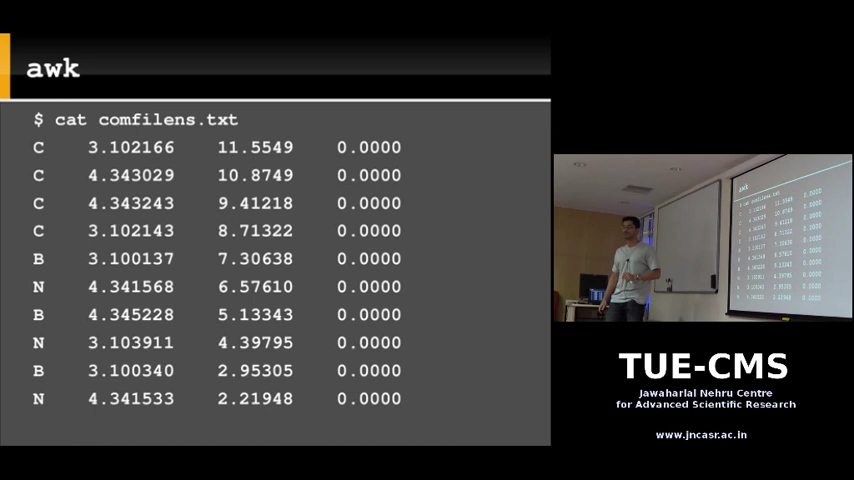 awk
$ cat comfilens.txt
C 3.102166 11.5549 0.0000
C 4.343029 10.8749 0.0000
C 4.343243 9.41218 0.0000
C 3.102143 8.71322 0.0000
B 3.100137 7.30638 0.0000
N 4.341568 6.57610 0.0000
B 4.345228 5.13343 0.0000
N 3.103911 4.39795 0.0000
B 3.100340 2.95305 0.0000
N 4.341533 2.21948 0.0000
awk
$ cat comfilens.txt
TUE-CMS
Jawaharlal Nehru Centre
for Advanced Scientific Research
www.jncasr.ac.in